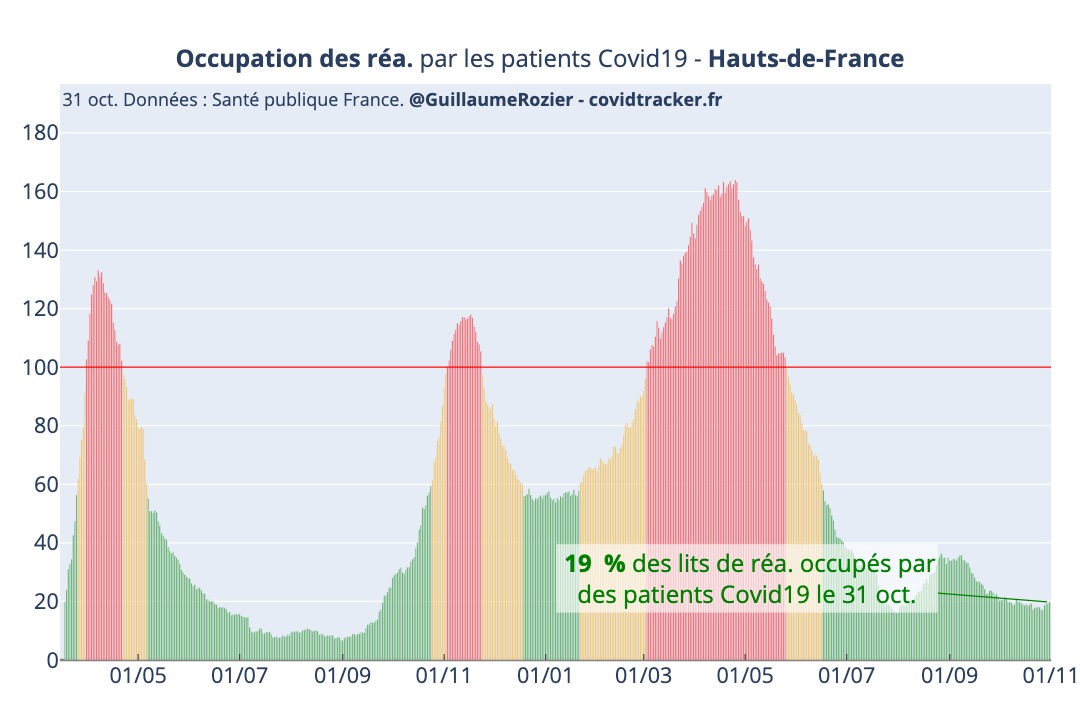 Occupation des réa. par les patients Covid19 - Hauts-de-France
31 oct. Données : Santé publique France. @GuillaumeRozier - covidtracker.fr
180
160
140
120
100
80
60
40
20
0
19 % des lits de réa. occupés par
des patients Covid19 le 31 oct.
01/05 01/07 01/09 01/11 01/01 01/03 01/05 01/07 01/09 01/11